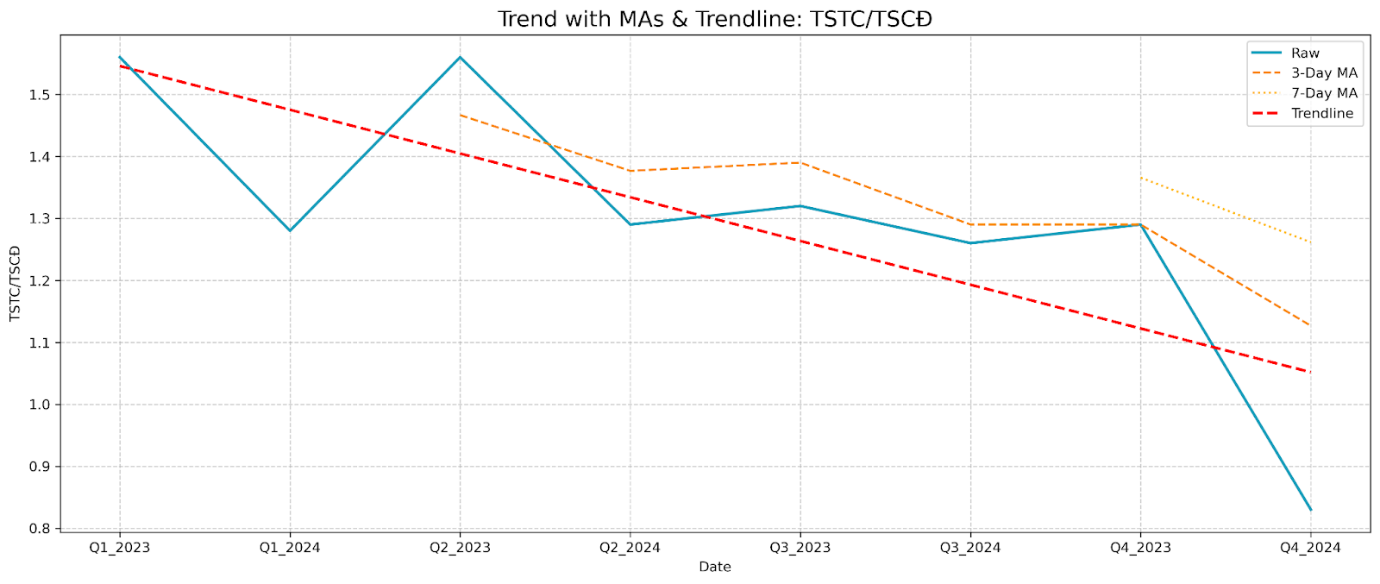 Trend with MAs & Trendline: TSTC/TSCĐ
Raw
3-Day MA
7-Day MA
Trendline
TSTC/TSCĐ
1.5
1.4
1.3
1.2
1.1
1.0
0.9
0.8
Q1_2023 Q1_2024 Q2_2023 Q2_2024 Q3_2023 Q3_2024 Q4_2023 Q4_2024
Date